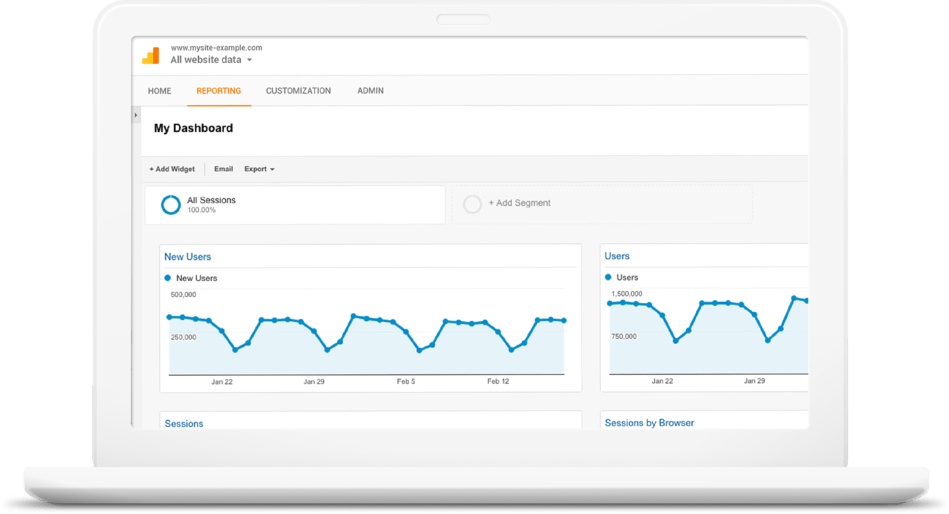 www.mysite-example.com
All website data
HOME REPORTING CUSTOMIZATION ADMIN
My Dashboard
+ Add Widget Email Export
All Sessions
100.00%
+ Add Segment
New Users
New Users
500,000
250,000
Jan 22 Jan 29 Feb 5 Feb 12
Users
Users
1,500,000
750,000
Jan 22 Jan 29
Sessions
Sessions by Browser